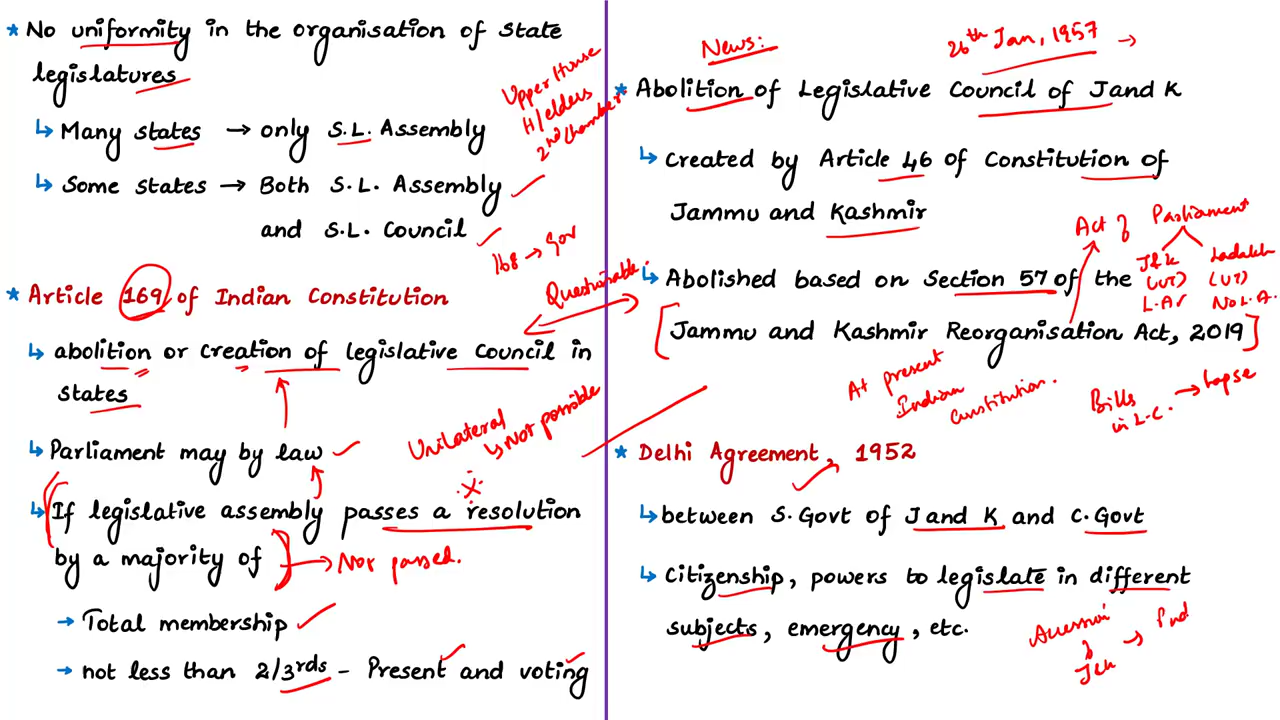 * No uniformity in the organisation of state
legislatures
↳ Many states → only S.L. Assembly
↳ Some states → Both S.L. Assembly
and S.L. Council
Upper House
H/elders
2nd Chamber
168 → Gov
* Article 169 of Indian Constitution
Questionable.
↳ abolition or creation of legislative Council in
states
↳ Parliament may by law
Unilateral
↳ Not possible
↳ If legislative assembly passes a resolution
by a majority of → Not passed.
→ Total membership
→ not less than 2/3rds - Present and voting
News:
26th Jan, 1957 →
* Abolition of Legislative Council of J and K
↳ Created by Article 46 of Constitution of
Jammu and Kashmir
Act of Parliament
J&K Ladakh
(UT) (UT)
L.A No L.A.
↳ Abolished based on Section 57 of the
[Jammu and Kashmir Reorganisation Act, 2019]
At present
Indian
Constitution.
Bills → lapse
in L.C.
* Delhi Agreement, 1952
↳ between S. Govt of J and K and C. Govt
↳ Citizenship, powers to legislate in different
subjects, emergency, etc.
Accession
J&K → Ind